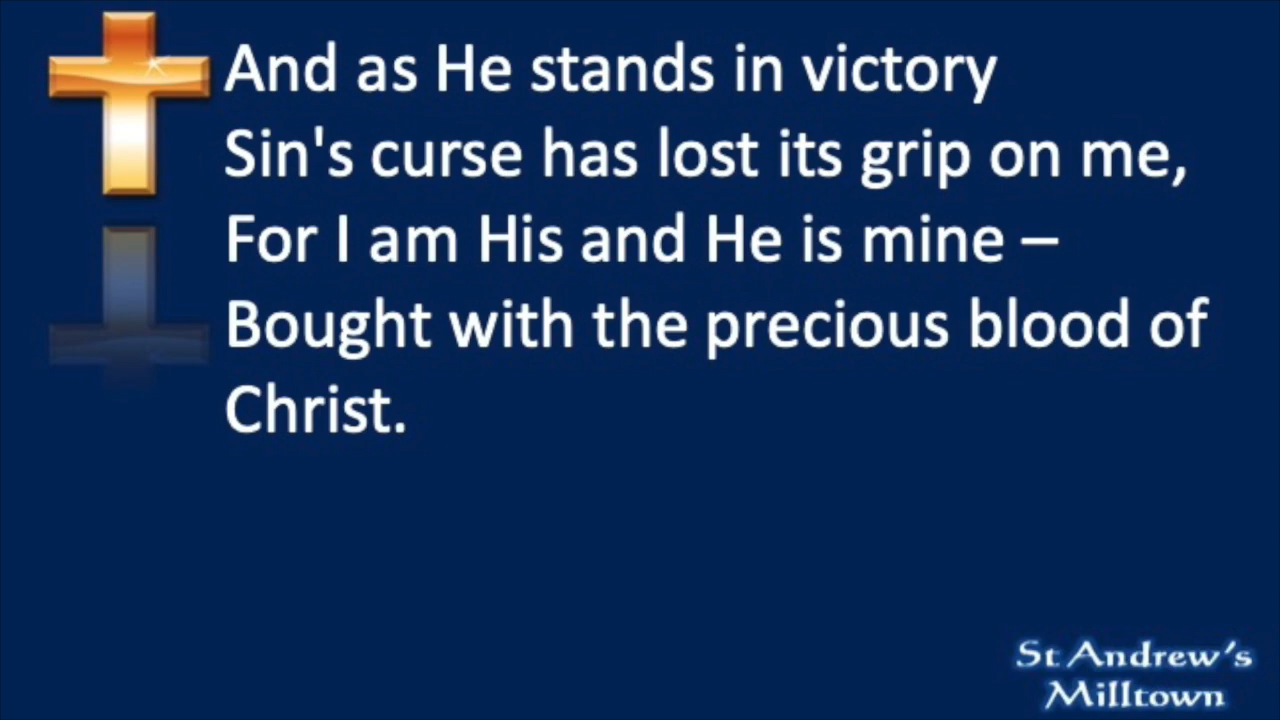 And as He stands in victory
Sin's curse has lost its grip on me,
For I am His and He is mine –
Bought with the precious blood of
Christ.
St Andrew's
Milltown